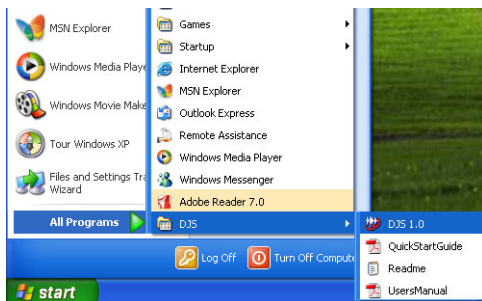 MSN Explorer
Windows Media Playe
Windows Movie Make
Tour Windows XP
Files and Settings Tra
Wizard
All Programs
Games
Startup
Internet Explorer
MSN Explorer
Outlook Express
Remote Assistance
Windows Media Player
Windows Messenger
Adobe Reader 7.0
DJS
DJS 1.0
QuickStartGuide
Readme
UsersManual
Log Off
Turn Off Compute
start